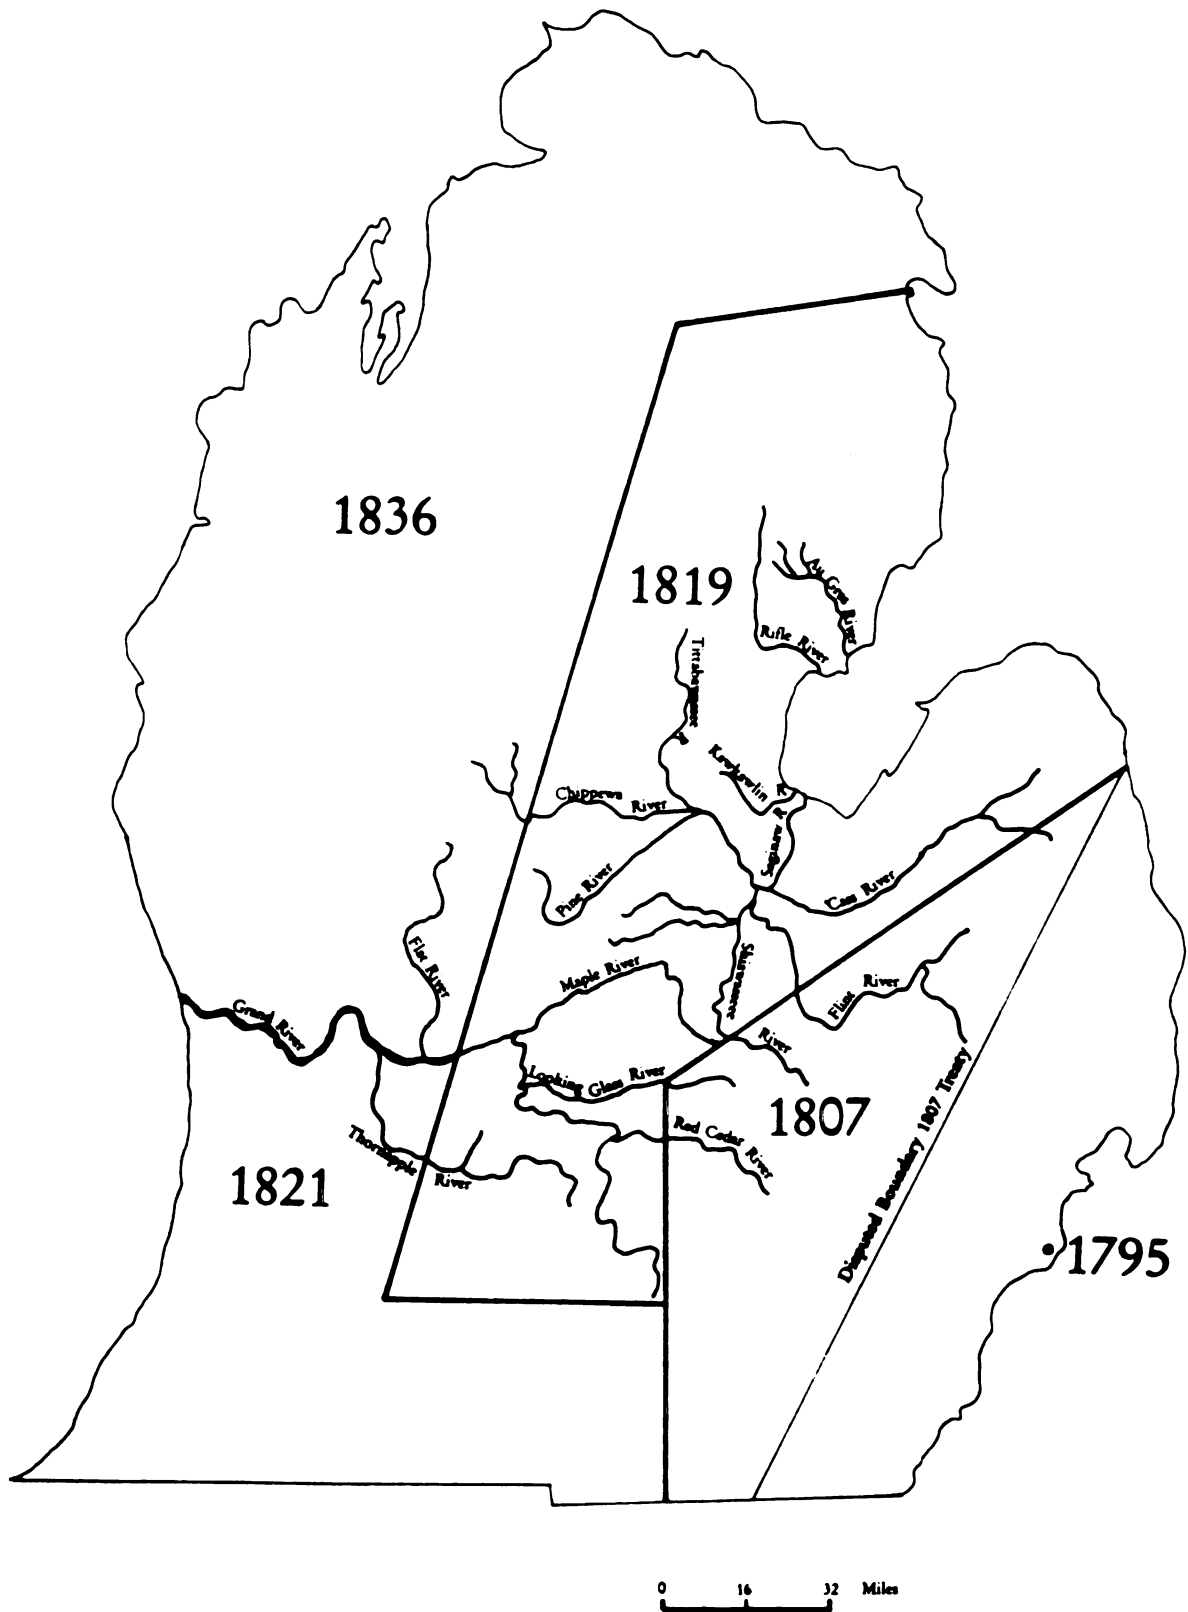 1836
1819
Au Gres River
Rifle River
Kawkawlin R
Chippewa River
Saginaw R
Pine River
Cass River
Flat River
Shiawassee River
Maple River
Flint River
Grand River
Looking Glass River
1807
Red Cedar River
Thornapple River
Disputed Boundary 1807 Treaty
1821
1795
0 16 32 Miles